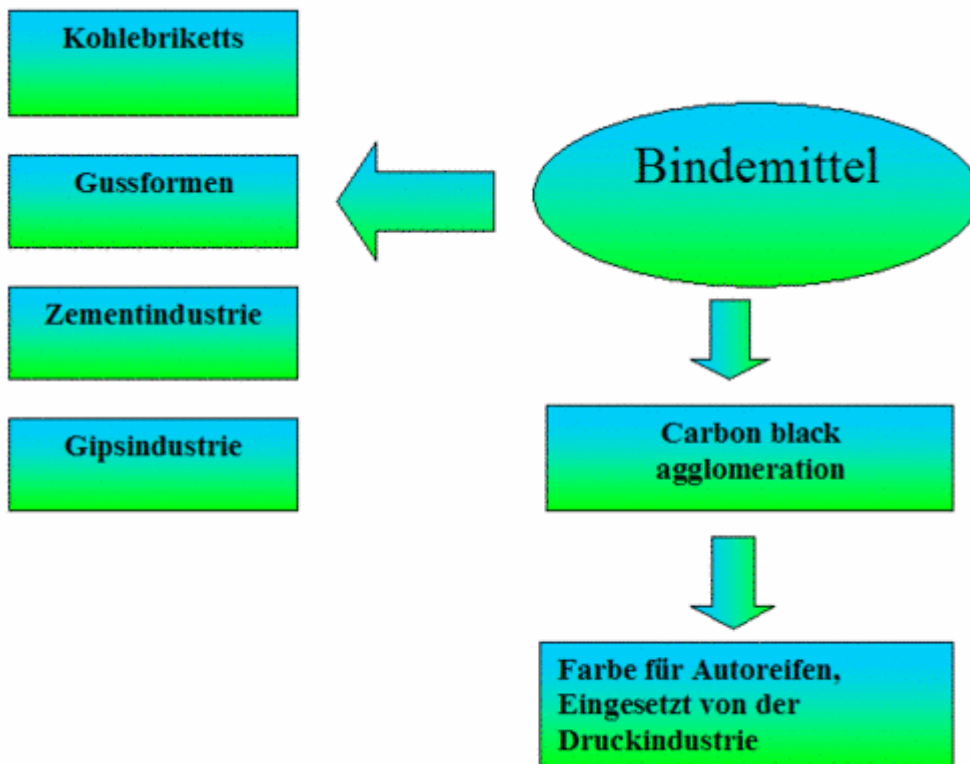 Kohlebriketts
Gussformen
Zementindustrie
Gipsindustrie
Bindemittel
Carbon black
agglomeration
Farbe für Autoreifen,
Eingesetzt von der
Druckindustrie